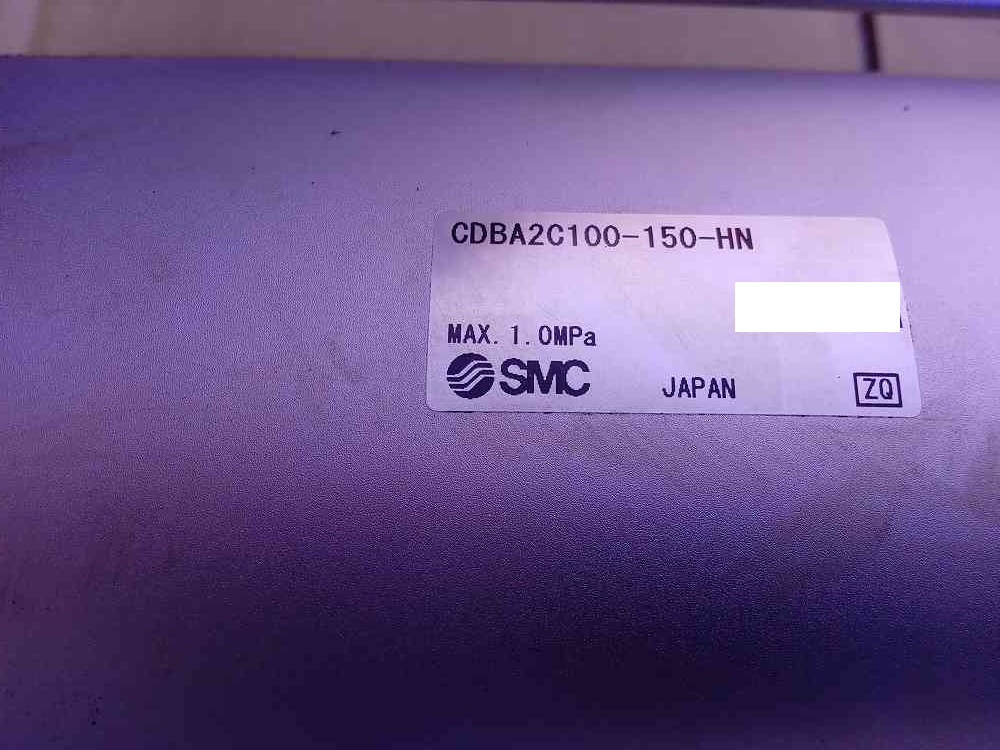 CDBA2C100-150-HN
MAX. 1.0MPa
SMC JAPAN ZQ